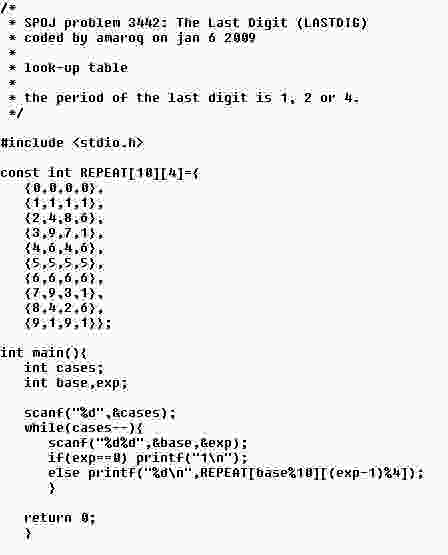 /*
 * SPOJ problem 3442: The Last Digit (LASTDIG)
 * coded by amaroq on jan 6 2009
 *
 * look-up table
 *
 * the period of the last digit is 1, 2 or 4.
 */
#include <stdio.h>
const int REPEAT[10][4]={
   {0,0,0,0},
   {1,1,1,1},
   {2,4,8,6},
   {3,9,7,1},
   {4,6,4,6},
   {5,5,5,5},
   {6,6,6,6},
   {7,9,3,1},
   {8,4,2,6},
   {9,1,9,1}};
int main(){
   int cases;
   int base,exp;
   scanf("%d",&cases);
   while(cases--){
      scanf("%d%d",&base,&exp);
      if(exp==0) printf("1\n");
      else printf("%d\n",REPEAT[base%10][(exp-1)%4]);
      }
   return 0;
   }